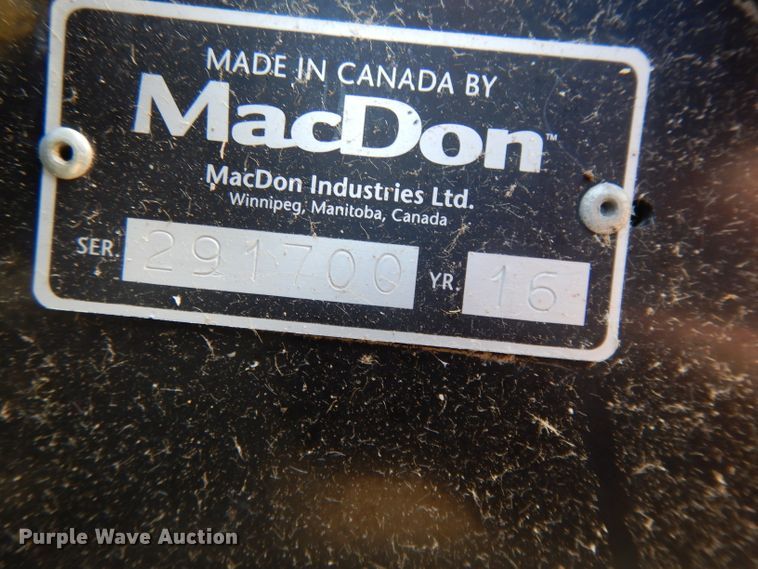 MADE IN CANADA BY
MacDon™
MacDon Industries Ltd.
Winnipeg, Manitoba, Canada
SER. 291700 YR. 16
Purple Wave Auction